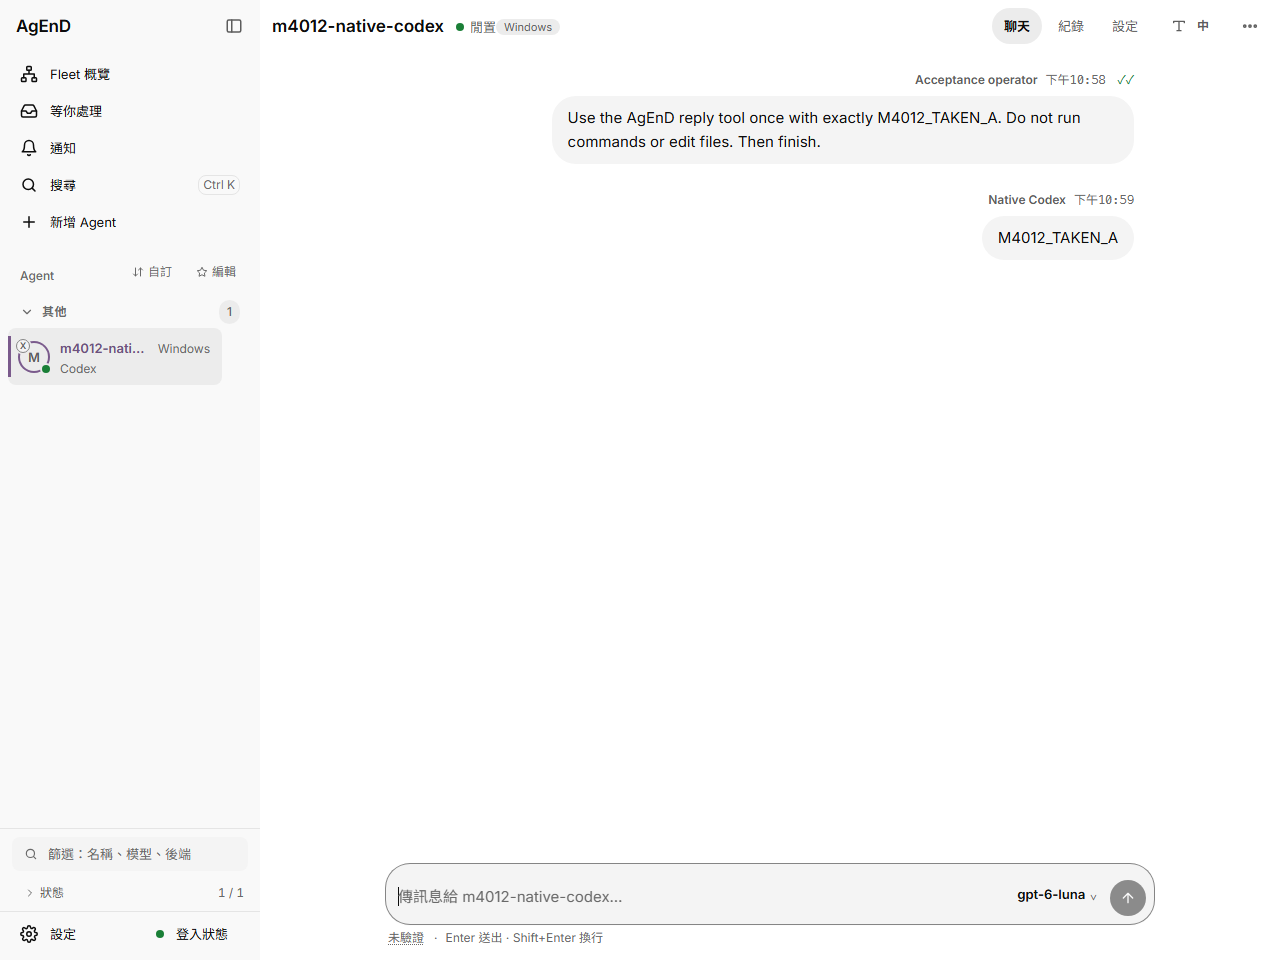 AgEnD
Fleet 概覽
等你處理
通知
搜尋 Ctrl K
新增 Agent
Agent 自訂 編輯
其他 1
X
M
m4012-nati... Windows
Codex
篩選：名稱、模型、後端
狀態 1 / 1
設定 登入狀態
m4012-native-codex 閒置 Windows
聊天 紀錄 設定 T 中
Acceptance operator 下午10:58
Use the AgEnD reply tool once with exactly M4012_TAKEN_A. Do not run
commands or edit files. Then finish.
Native Codex 下午10:59
M4012_TAKEN_A
傳訊息給 m4012-native-codex...
gpt-6-luna
未驗證 · Enter 送出 · Shift+Enter 換行